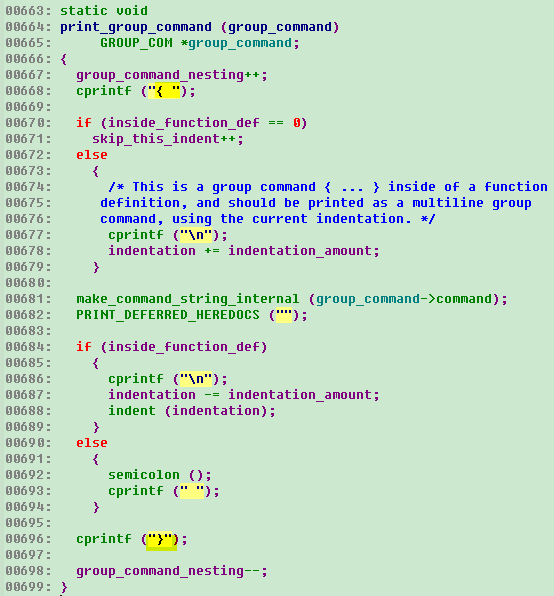 00663: static void
00664: print_group_command (group_command)
00665:      GROUP_COM *group_command;
00666: {
00667:   group_command_nesting++;
00668:   cprintf ("{ ");
00669:
00670:   if (inside_function_def == 0)
00671:     skip_this_indent++;
00672:   else
00673:     {
00674:       /* This is a group command { ... } inside of a function
00675:      definition, and should be printed as a multiline group
00676:      command, using the current indentation. */
00677:       cprintf ("\n");
00678:       indentation += indentation_amount;
00679:     }
00680:
00681:   make_command_string_internal (group_command->command);
00682:   PRINT_DEFERRED_HEREDOCS ("");
00683:
00684:   if (inside_function_def)
00685:     {
00686:       cprintf ("\n");
00687:       indentation -= indentation_amount;
00688:       indent (indentation);
00689:     }
00690:   else
00691:     {
00692:       semicolon ();
00693:       cprintf (" ");
00694:     }
00695:
00696:   cprintf ("}");
00697:
00698:   group_command_nesting--;
00699: }